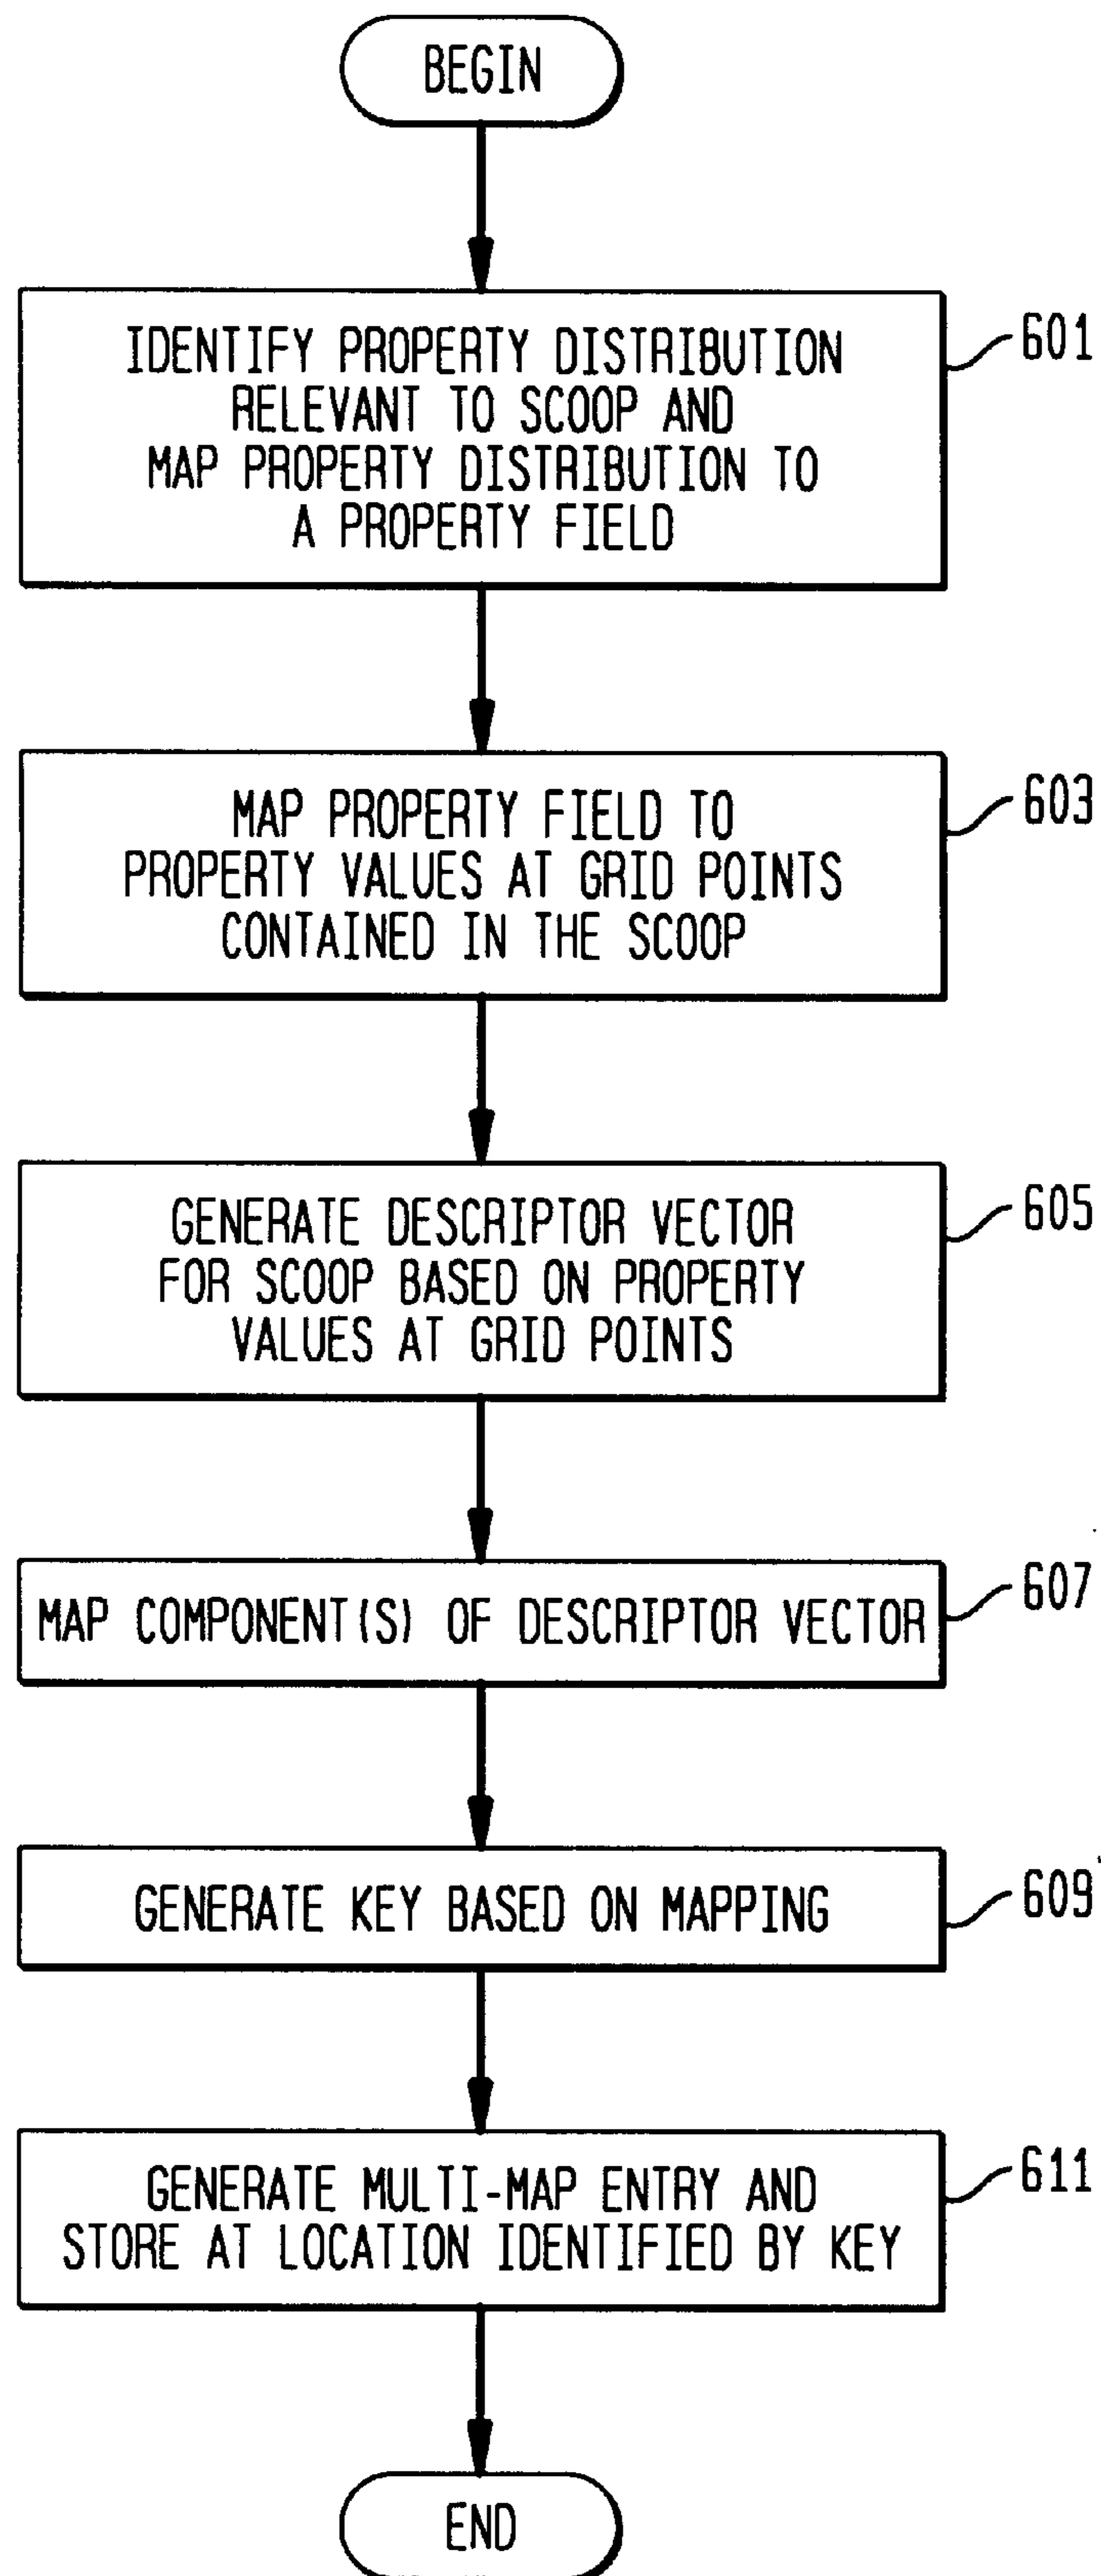 BEGIN
IDENTIFY PROPERTY DISTRIBUTION
RELEVANT TO SCOOP AND
MAP PROPERTY DISTRIBUTION TO
A PROPERTY FIELD
601
MAP PROPERTY FIELD TO
PROPERTY VALUES AT GRID POINTS
CONTAINED IN THE SCOOP
603
GENERATE DESCRIPTOR VECTOR
FOR SCOOP BASED ON PROPERTY
VALUES AT GRID POINTS
605
MAP COMPONENT(S) OF DESCRIPTOR VECTOR
607
GENERATE KEY BASED ON MAPPING
609
GENERATE MULTI-MAP ENTRY AND
STORE AT LOCATION IDENTIFIED BY KEY
611
END